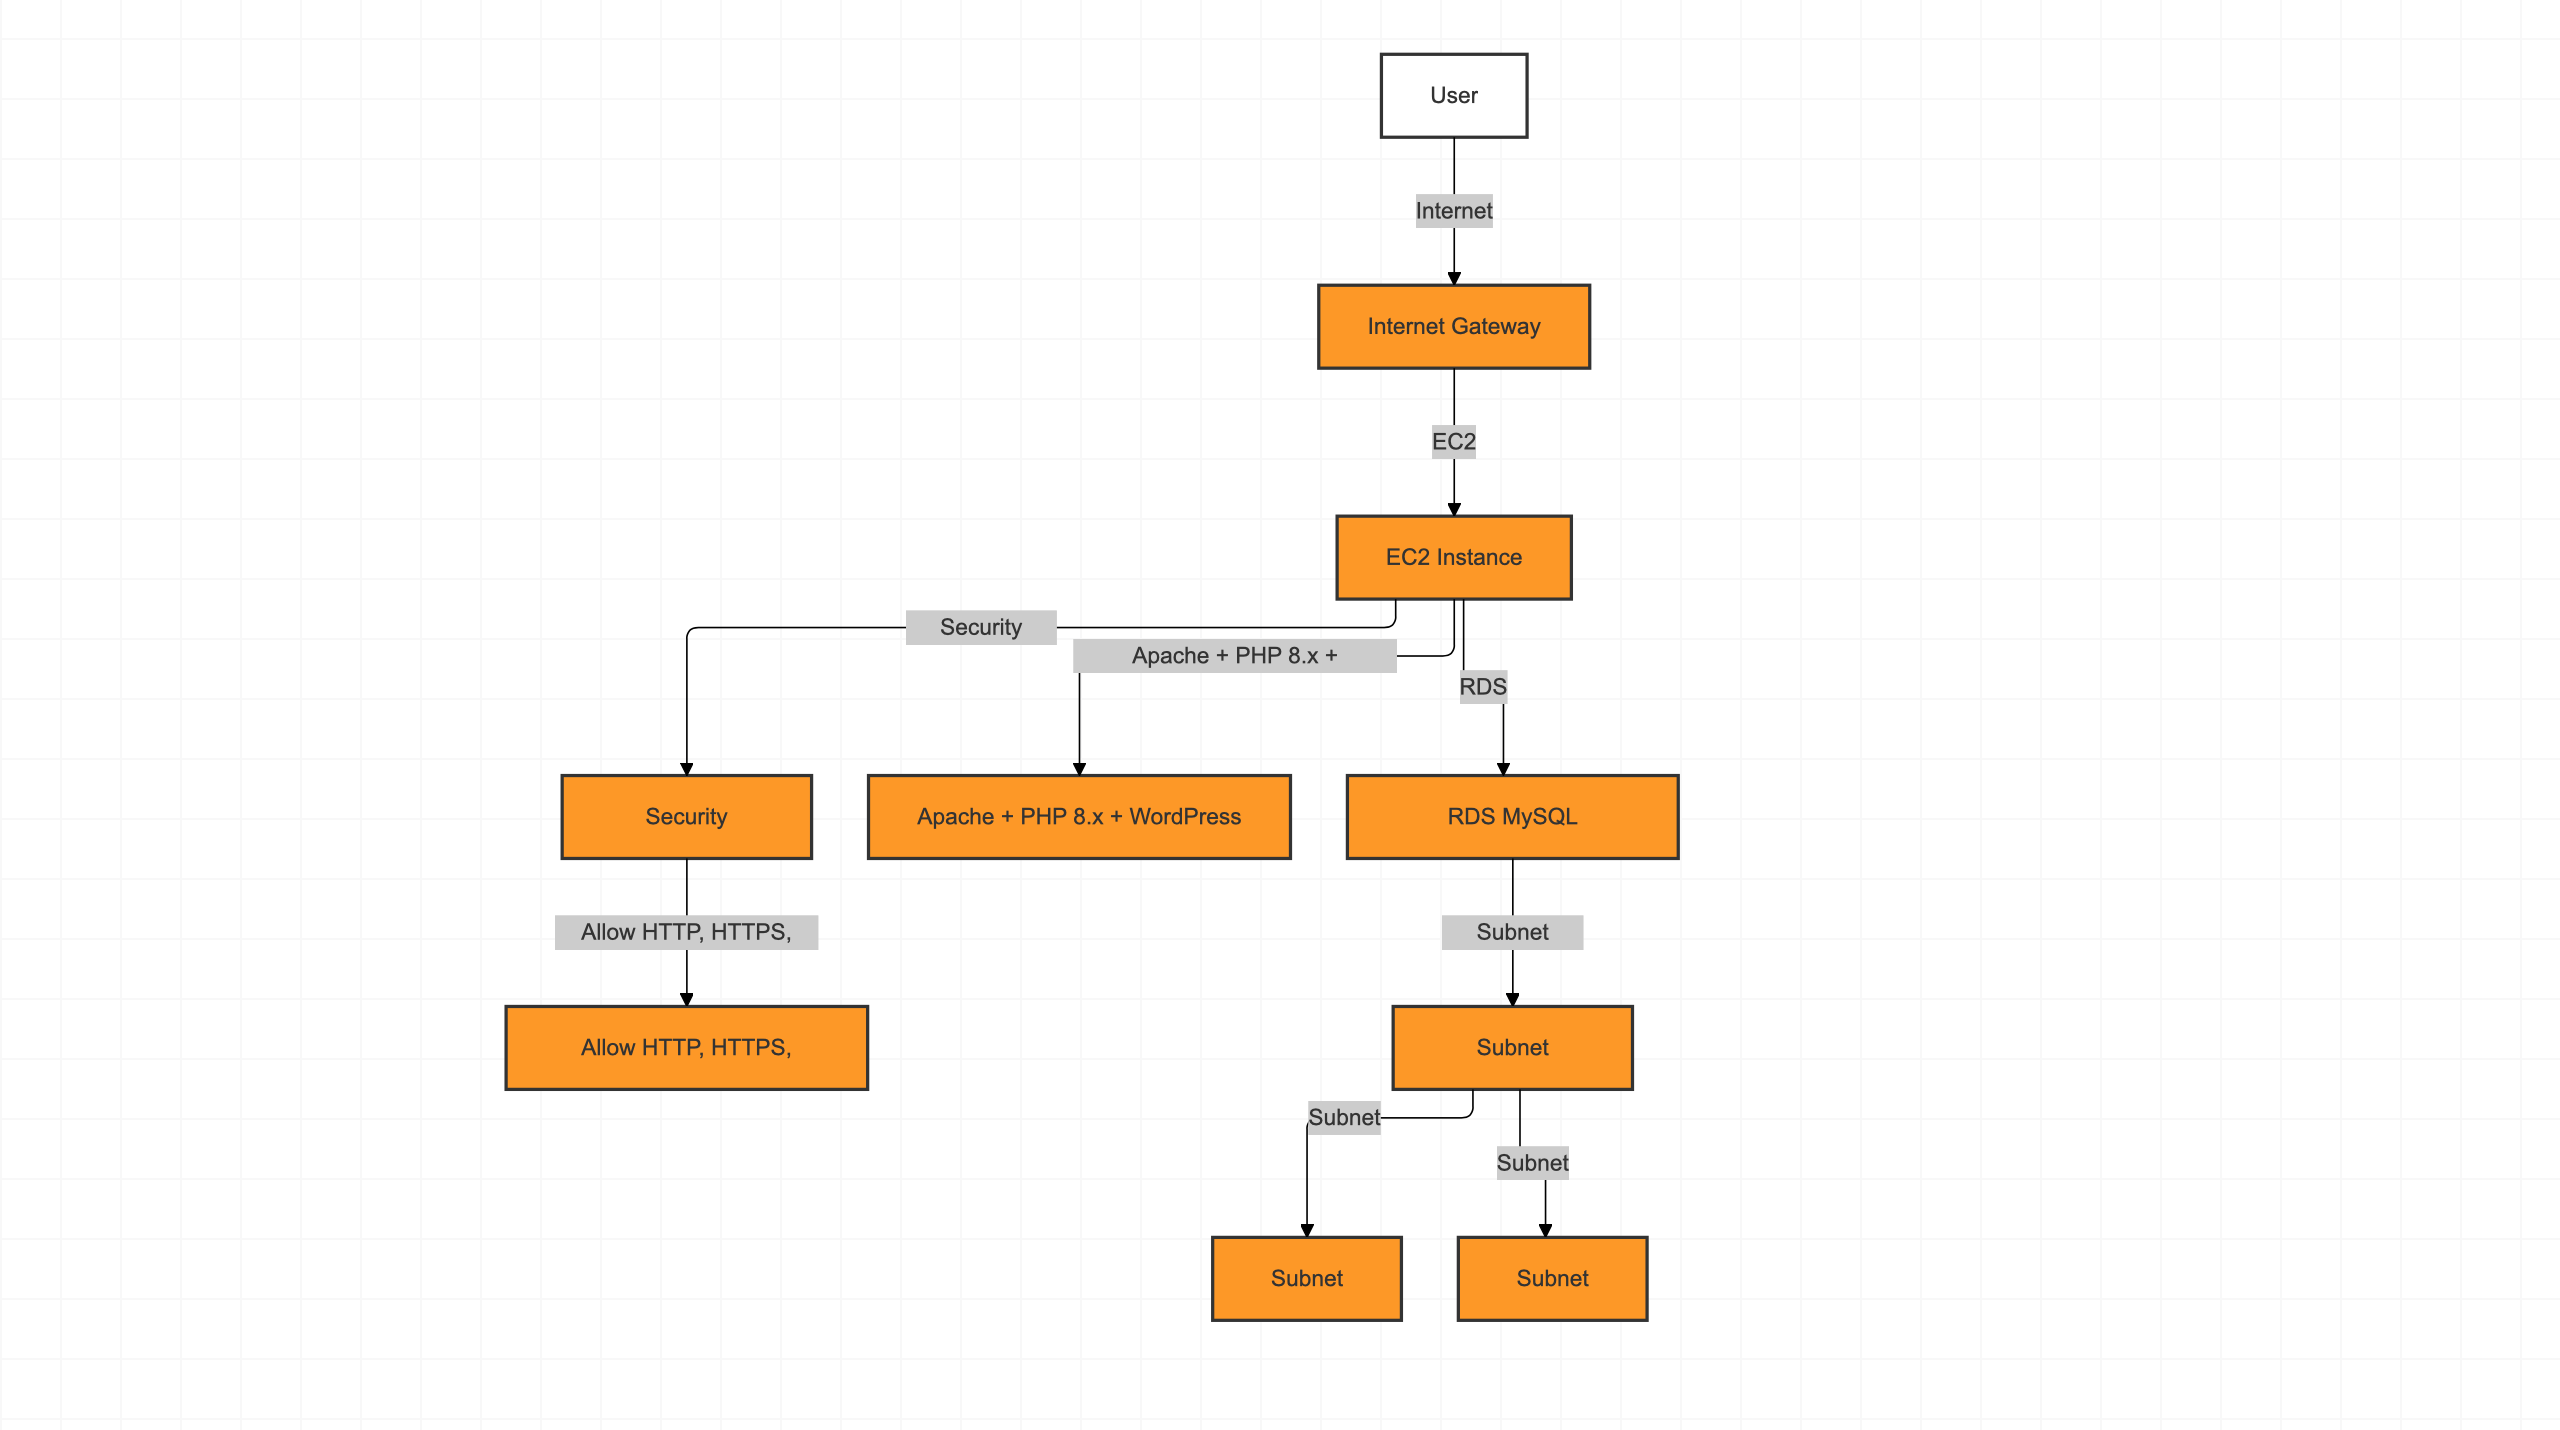 User
Internet
Internet Gateway
EC2
EC2 Instance
Security
Apache + PHP 8.x +
RDS
Security
Apache + PHP 8.x + WordPress
RDS MySQL
Allow HTTP, HTTPS,
Subnet
Allow HTTP, HTTPS,
Subnet
Subnet
Subnet
Subnet
Subnet